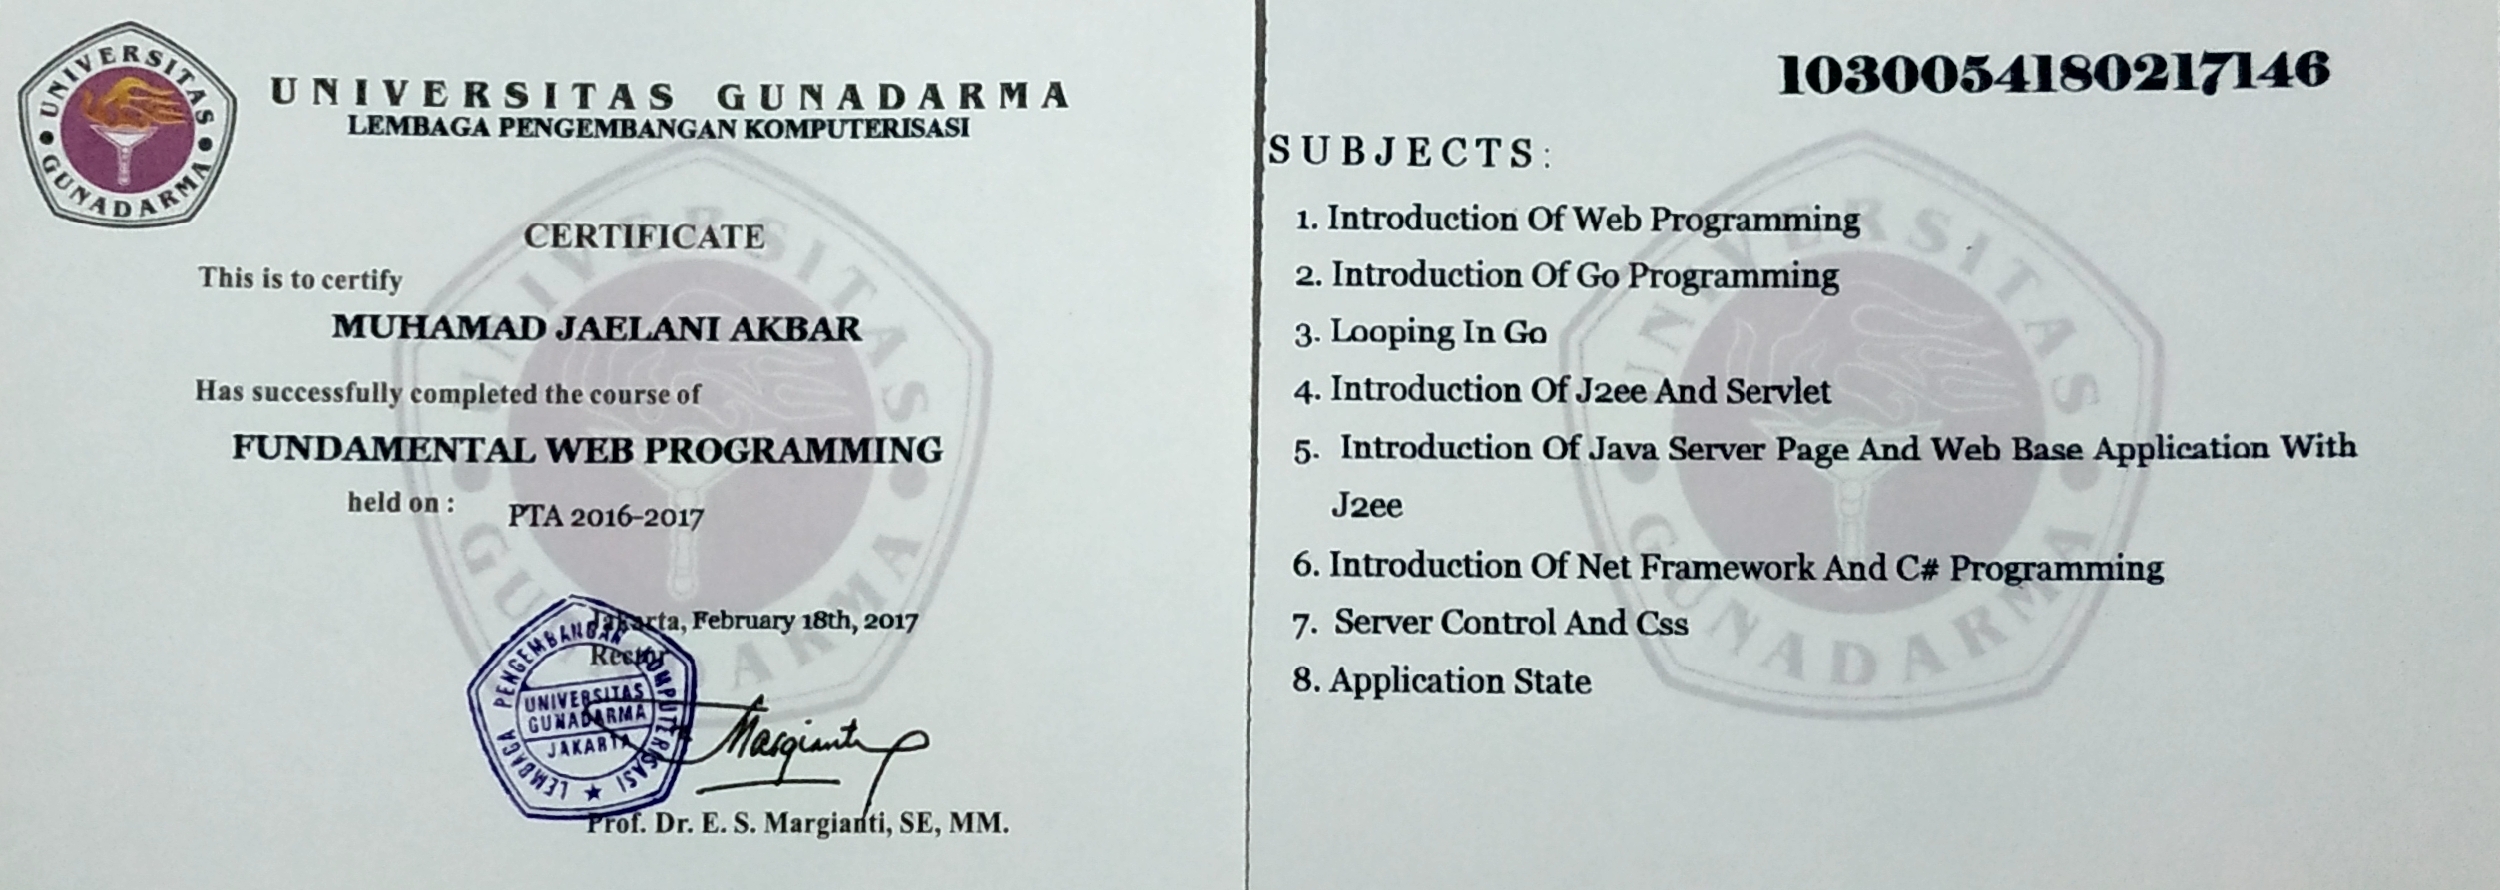 UNIVERSITAS GUNADARMA
UNIVERSITAS GUNADARMA
LEMBAGA PENGEMBANGAN KOMPUTERISASI
CERTIFICATE
This is to certify
MUHAMAD JAELANI AKBAR
Has successfully completed the course of
FUNDAMENTAL WEB PROGRAMMING
held on :
PTA 2016-2017
Jakarta, February 18th, 2017
Rector
LEMBAGA PENGEMBANGAN KOMPUTERISASI
UNIVERSITAS
GUNADARMA
JAKARTA
Margianti
Prof. Dr. E. S. Margianti, SE, MM.
UNIVERSITAS GUNADARMA
1030054180217146
SUBJECTS:
1. Introduction Of Web Programming
2. Introduction Of Go Programming
3. Looping In Go
4. Introduction Of J2ee And Servlet
5. Introduction Of Java Server Page And Web Base Application With
J2ee
6. Introduction Of Net Framework And C# Programming
7. Server Control And Css
8. Application State
UNIVERSITAS GUNADARMA